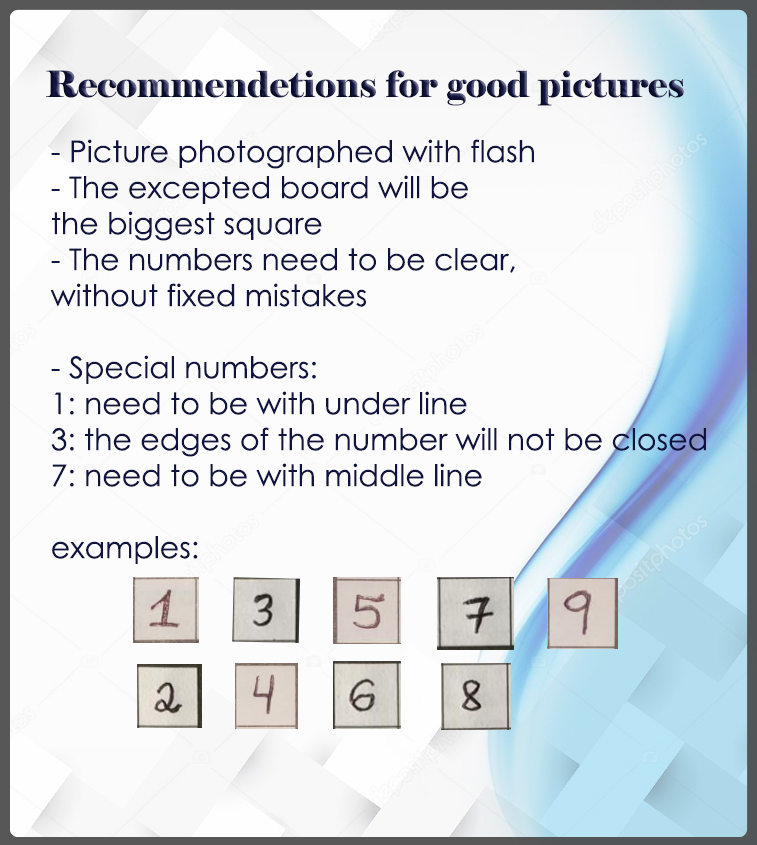 Recommendetions for good pictures
- Picture photographed with flash
- The excepted board will be
the biggest square
- The numbers need to be clear,
without fixed mistakes
- Special numbers:
1: need to be with under line
3: the edges of the number will not be closed
7: need to be with middle line
examples:
1 3 5 7 9
2 4 6 8